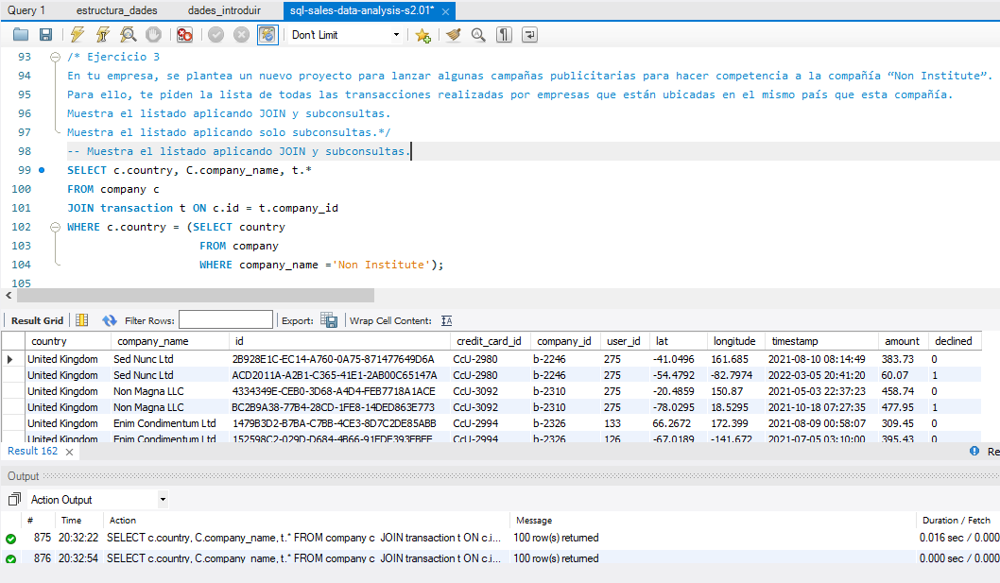 Query 1 estructura_dades dades_introduir sql-sales-data-analysis-s2.01* ×
Don't Limit
93 /* Ejercicio 3
94 En tu empresa, se plantea un nuevo proyecto para lanzar algunas campañas publicitarias para hacer competencia a la compañía “Non Institute”.
95 Para ello, te piden la lista de todas las transacciones realizadas por empresas que están ubicadas en el mismo país que esta compañía.
96 Muestra el listado aplicando JOIN y subconsultas.
97 Muestra el listado aplicando solo subconsultas.*/
98 -- Muestra el listado aplicando JOIN y subconsultas.
99 SELECT c.country, C.company_name, t.*
100 FROM company c
101 JOIN transaction t ON c.id = t.company_id
102 WHERE c.country = (SELECT country
103 FROM company
104 WHERE company_name ='Non Institute');
105
Result Grid Filter Rows: Export: Wrap Cell Content:
country company_name id credit_card_id company_id user_id lat longitude timestamp amount declined
United Kingdom Sed Nunc Ltd 2B928E1C-EC14-A760-0A75-871477649D6A CcU-2980 b-2246 275 -41.0496 161.685 2021-08-10 08:14:49 383.73 0
United Kingdom Sed Nunc Ltd ACD2011A-A2B1-C365-41E1-2AB00C65147A CcU-2980 b-2246 275 -54.4792 -82.7974 2022-03-05 20:41:20 60.07 1
United Kingdom Non Magna LLC 4334349E-CEB0-3D68-A4D4-FEB7718A1ACE CcU-3092 b-2310 275 -20.4859 150.87 2021-05-03 22:37:23 458.74 0
United Kingdom Non Magna LLC BC2B9A38-77B4-28CD-1FE8-14DED863E773 CcU-3092 b-2310 275 -78.0295 18.5295 2021-10-18 07:27:35 477.95 1
United Kingdom Enim Condimentum Ltd 1479B3D2-B7BA-C7BB-4CE3-8D7C2DE85ABB CcU-2994 b-2326 133 66.2672 172.399 2021-08-09 00:58:07 309.45 0
United Kingdom Enim Condimentum Ltd 152598C2-029D-D684-4B66-91FDF393FBFF CcU-2994 b-2326 126 -67.0189 -141.672 2021-07-05 03:10:00 395.43 0
Result 162 × Re
Output
Action Output
# Time Action Message Duration / Fetch
875 20:32:22 SELECT c.country, C.company_name, t.* FROM company c JOIN transaction t ON c.i... 100 row(s) returned 0.016 sec / 0.000
876 20:32:54 SELECT c.country, C.company_name, t.* FROM company c JOIN transaction t ON c.i... 100 row(s) returned 0.000 sec / 0.000